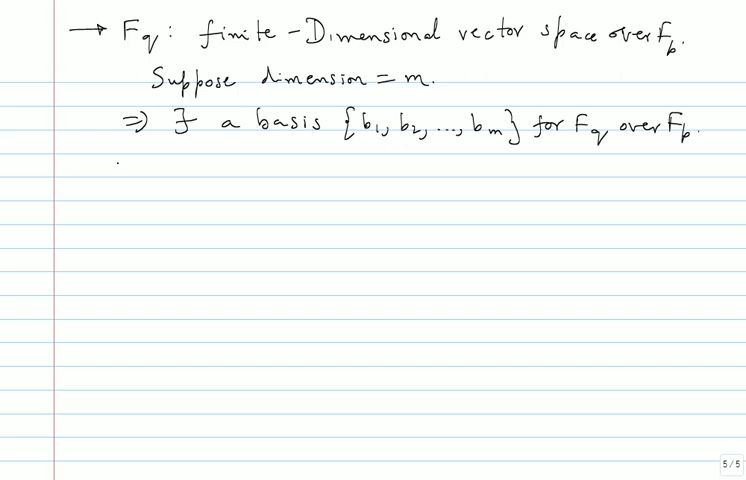 → F_q : finite-Dimensional vector space over F_p.
Suppose dimension = m.
⇒ ∃ a basis {b_1, b_2, ..., b_m} for F_q over F_p.
5/5